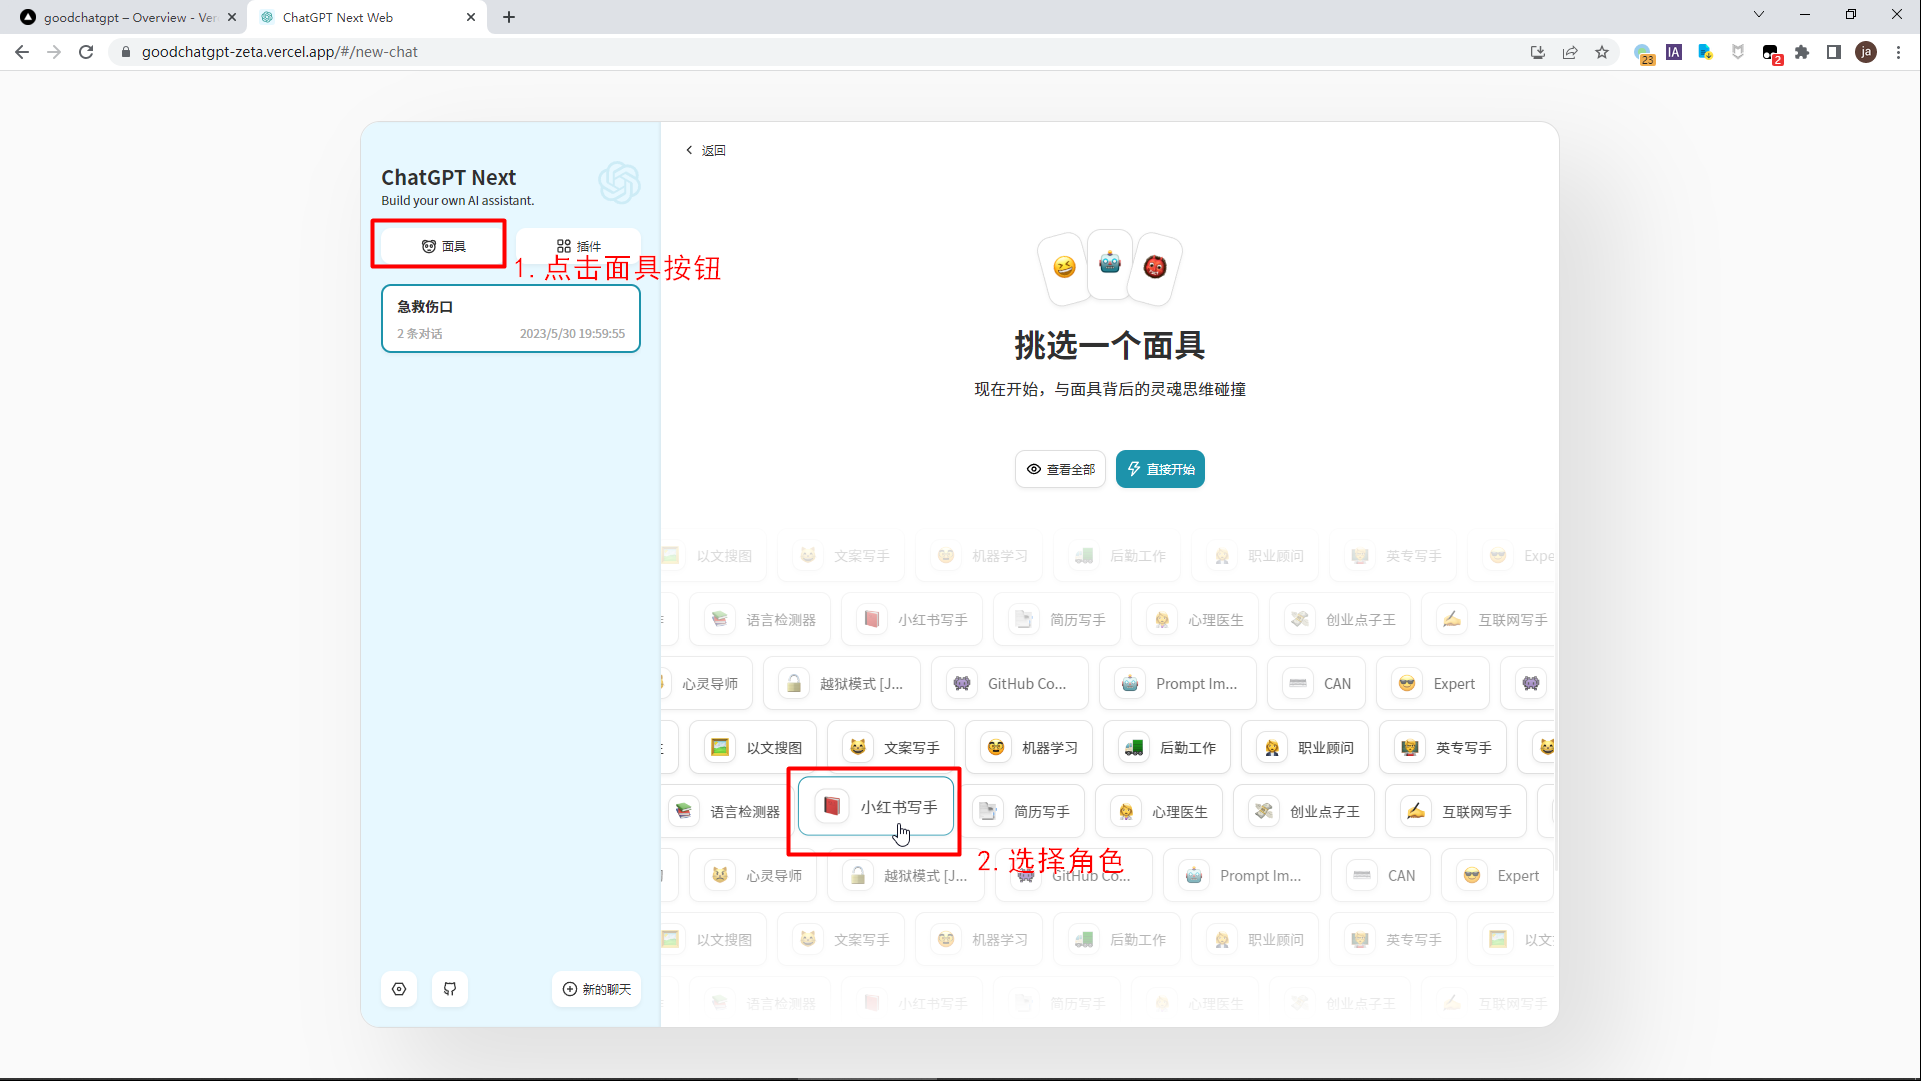 goodchatgpt – Overview - Ver
ChatGPT Next Web
goodchatgpt-zeta.vercel.app/#/new-chat
23
IA
2
ja
ChatGPT Next
Build your own AI assistant.
面具
插件
1. 点击面具按钮
急救伤口
2 条对话
2023/5/30 19:59:55
新的聊天
返回
挑选一个面具
现在开始，与面具背后的灵魂思维碰撞
查看全部
直接开始
以文搜图 文案写手 机器学习 后勤工作 职业顾问 英专写手 Expe
语言检测器 小红书写手 简历写手 心理医生 创业点子王 互联网写手
心灵导师 越狱模式 [J... GitHub Co... Prompt Im... CAN Expert
以文搜图 文案写手 机器学习 后勤工作 职业顾问 英专写手
语言检测器 小红书写手 简历写手 心理医生 创业点子王 互联网写手
2. 选择角色
心灵导师 越狱模式 [J... GitHub Co... Prompt Im... CAN Expert
以文搜图 文案写手 机器学习 后勤工作 职业顾问 英专写手 以文
语言检测器 小红书写手 简历写手 心理医生 创业点子王 互联网写手